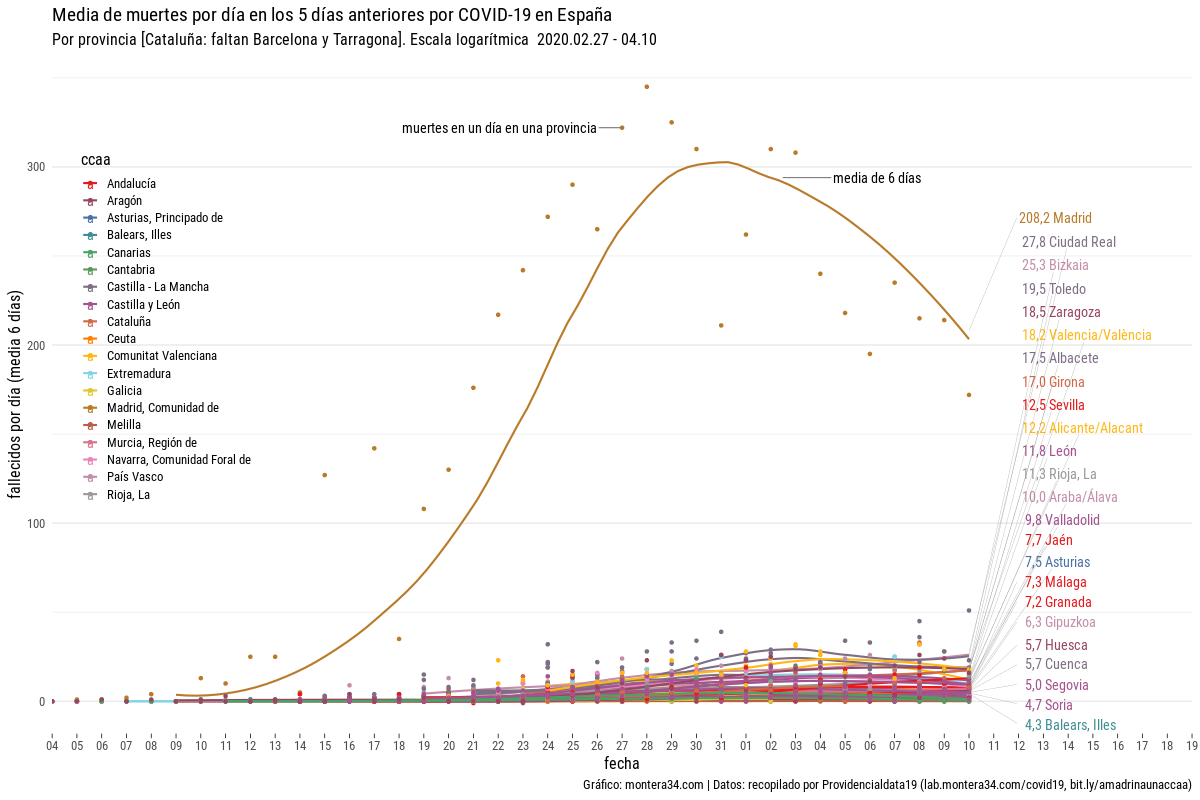 Media de muertes por día en los 5 días anteriores por COVID-19 en España
Por provincia [Cataluña: faltan Barcelona y Tarragona]. Escala logarítmica 2020.02.27 - 04.10
muertes en un día en una provincia
media de 6 días
ccaa
Andalucía
Aragón
Asturias, Principado de
Balears, Illes
Canarias
Cantabria
Castilla - La Mancha
Castilla y León
Cataluña
Ceuta
Comunitat Valenciana
Extremadura
Galicia
Madrid, Comunidad de
Melilla
Murcia, Región de
Navarra, Comunidad Foral de
País Vasco
Rioja, La
208,2 Madrid
27,8 Ciudad Real
25,3 Bizkaia
19,5 Toledo
18,5 Zaragoza
18,2 Valencia/València
17,5 Albacete
17,0 Girona
12,5 Sevilla
12,2 Alicante/Alacant
11,8 León
11,3 Rioja, La
10,0 Araba/Álava
9,8 Valladolid
7,7 Jaén
7,5 Asturias
7,3 Málaga
7,2 Granada
6,3 Gipuzkoa
5,7 Huesca
5,7 Cuenca
5,0 Segovia
4,7 Soria
4,3 Balears, Illes
fallecidos por día (media 6 días)
300
200
100
0
04 05 06 07 08 09 10 11 12 13 14 15 16 17 18 19 20 21 22 23 24 25 26 27 28 29 30 31 01 02 03 04 05 06 07 08 09 10 11 12 13 14 15 16 17 18 19
fecha
Gráfico: montera34.com | Datos: recopilado por Providencialdata19 (lab.montera34.com/covid19, bit.ly/amadrinaunaccaa)